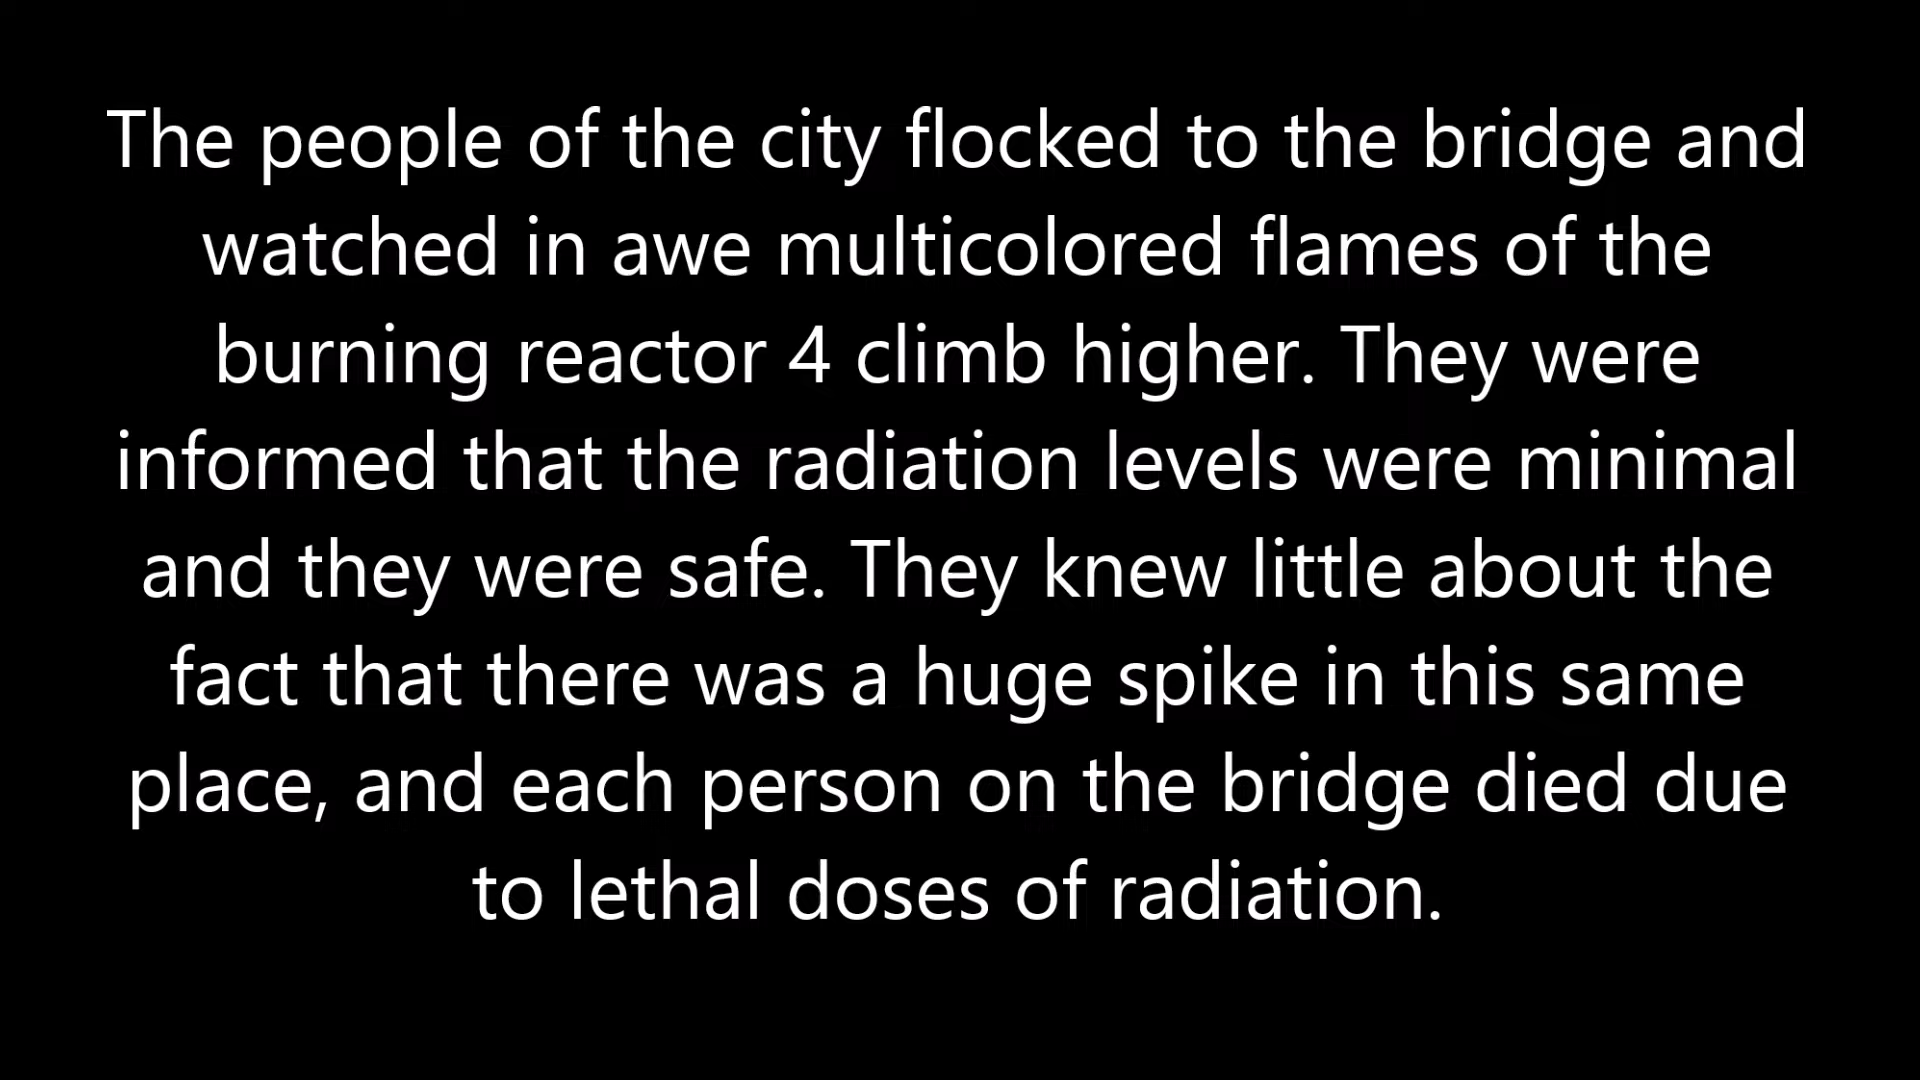 The people of the city flocked to the bridge and
watched in awe multicolored flames of the
burning reactor 4 climb higher. They were
informed that the radiation levels were minimal
and they were safe. They knew little about the
fact that there was a huge spike in this same
place, and each person on the bridge died due
to lethal doses of radiation.